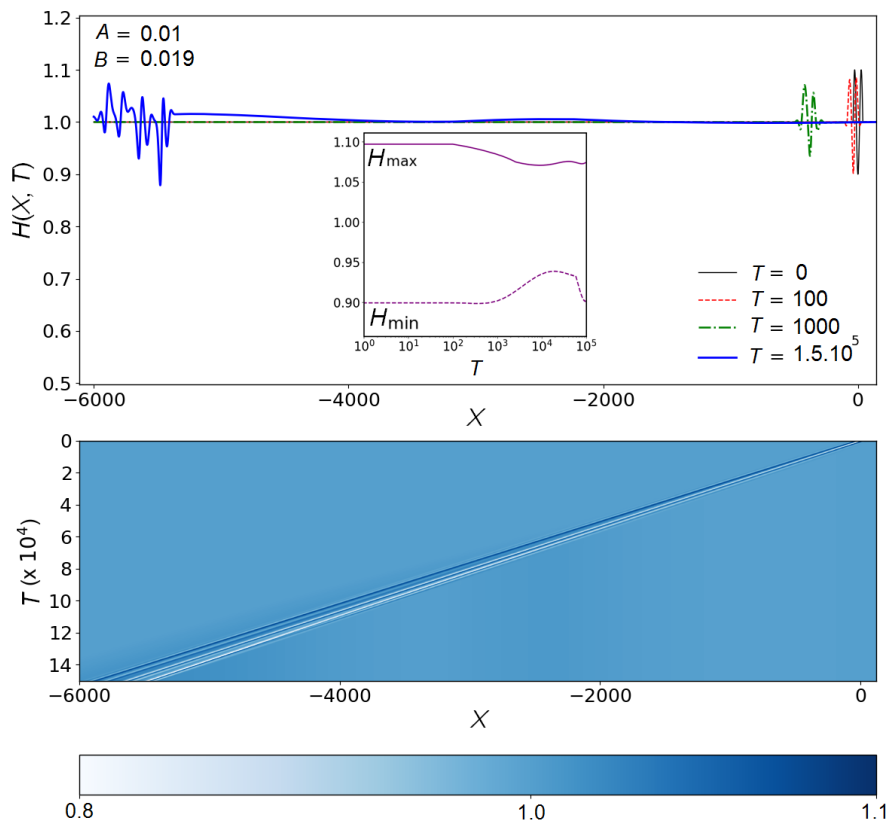 1.2
A = 0.01
B = 0.019
1.1
1.0
0.9
0.8
0.7
0.6
0.5
H(X, T)
1.10
H_max
1.05
1.00
0.95
0.90
H_min
10^0 10^1 10^2 10^3 10^4 10^5
T
T = 0
T = 100
T = 1000
T = 1.5.10^5
−6000 −4000 −2000 0
X
0
2
4
6
8
10
12
14
T (x 10^4)
−6000 −4000 −2000 0
X
0.8 1.0 1.1